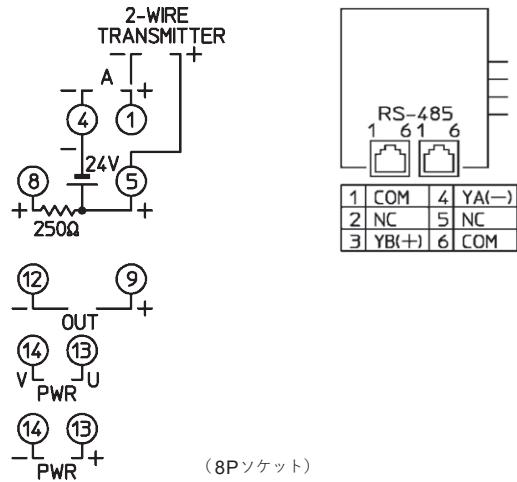 2-WIRE
TRANSMITTER
− +
− A +
4 1
− 24V
8 5
+ 250Ω +
12 9
− OUT +
14 13
V PWR U
14 13
− PWR +
(8Pソケット)
RS-485
1 6 1 6
1 COM 4 YA(−)
2 NC 5 NC
3 YB(+) 6 COM